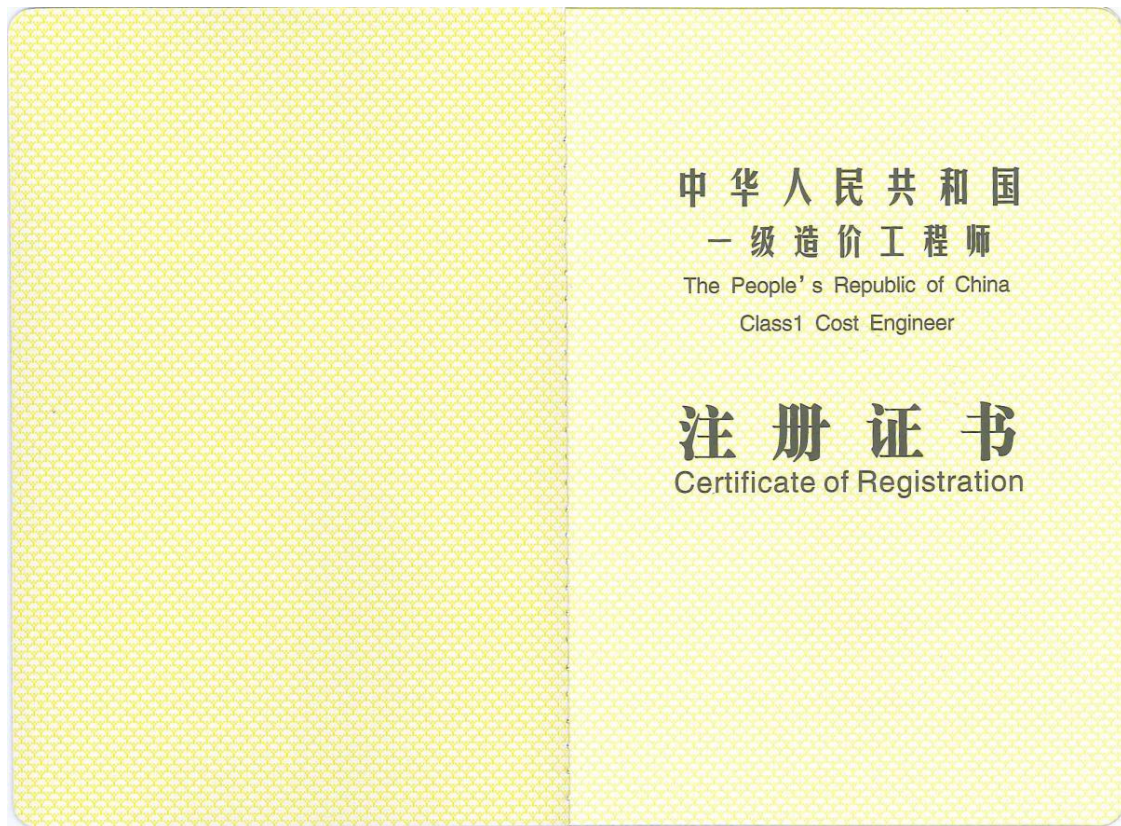 中华人民共和国
一级造价工程师
The People's Republic of China
Class1 Cost Engineer
注册证书
Certificate of Registration